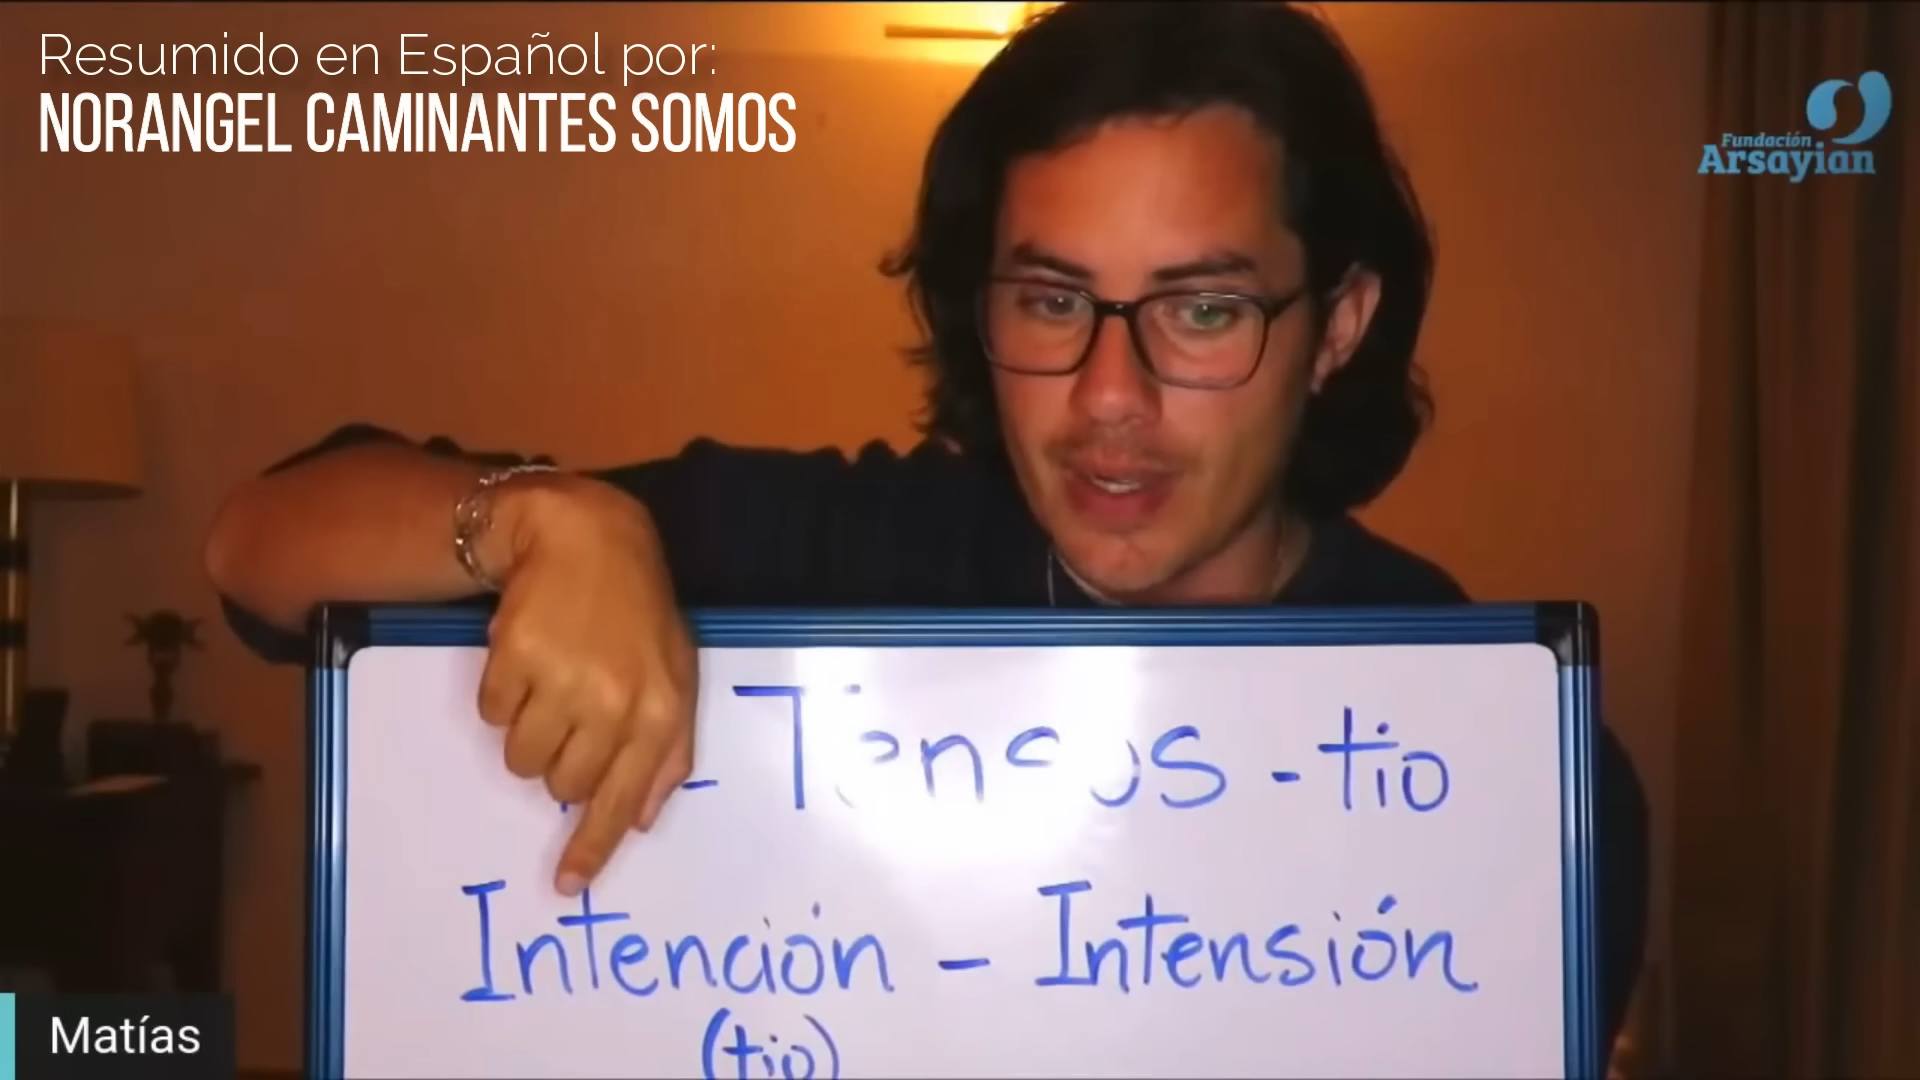 Resumido en Español por:
NORANGEL CAMINANTES SOMOS
Fundación
Arsayian
- tio
Intención - Intensión
(tio)
Matías